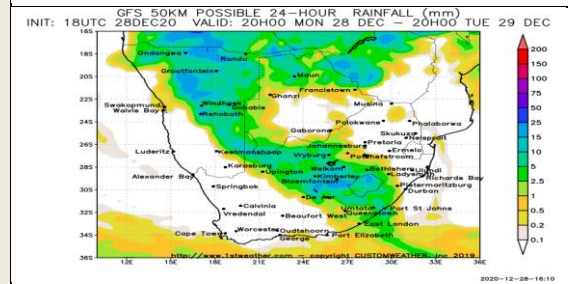 GFS 50KM POSSIBLE 24-HOUR RAINFALL (mm)
INIT: 18UTC 28DEC20 VALID: 20H00 MON 28 DEC - 20H00 TUE 29 DEC
16S
18S
20S
22S
24S
26S
28S
30S
32S
34S
36S
Ondangwa
Rundu
Grootfontein
Maun
Ghanzi
Francistown
Windhoek
Gobabis
Swakopmund
Walvis Bay
Rehoboth
Musina
Polokwane
Phalaborwa
Gaborone
Skukuza
Nelspruit
Johannesburg
Pretoria
Luderitz
Keetmanshoop
Vryburg
Potchefstroom
Ermelo
Karasburg
Upington
Welkom
Bethlehem
Ulundi
Alexander Bay
Kimberley
Ladysmith
Richards Bay
Springbok
Bloemfontein
Pietermaritzburg
Durban
De Aar
Calvinia
Umtata
Port St Johns
Vredendal
Beaufort West
Queenstown
East London
Cape Town
Worcester
Oudtshoorn
George
Port Elizabeth
http://www.1stweather.com - copyright CUSTOMWEATHER, inc 2019
12E 15E 18E 21E 24E 27E 30E 33E 36E
200
150
100
75
50
25
15
10
5
2.5
1
0.5
0.2
0.1
2020-12-28-16:10